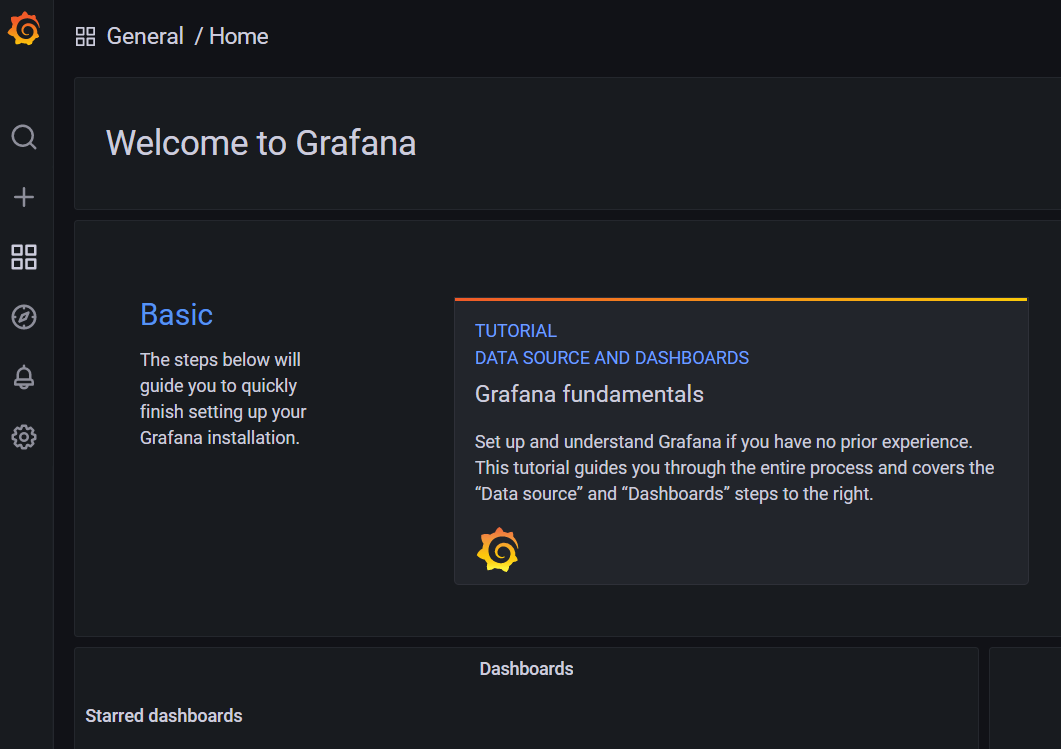 General / Home
Welcome to Grafana
Basic
The steps below will
guide you to quickly
finish setting up your
Grafana installation.
TUTORIAL
DATA SOURCE AND DASHBOARDS
Grafana fundamentals
Set up and understand Grafana if you have no prior experience.
This tutorial guides you through the entire process and covers the
“Data source” and “Dashboards” steps to the right.
Dashboards
Starred dashboards